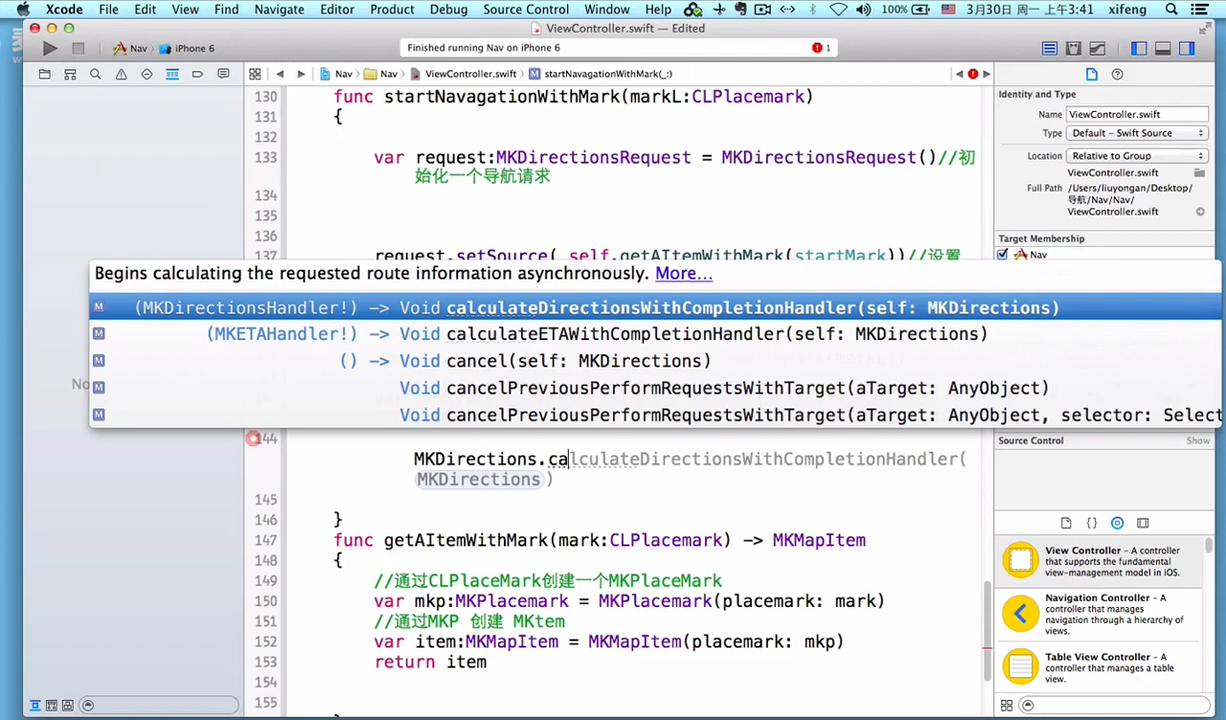 Xcode File Edit View Find Navigate Editor Product Debug Source Control Window Help 100% 3月30日 周一 上午3:41 xifeng
ViewController.swift — Edited
Nav iPhone 6
Finished running Nav on iPhone 6 1
Nav Nav ViewController.swift startNavagationWithMark(_:)
130 func startNavagationWithMark(markL:CLPlacemark)
131 {
132
133 var request:MKDirectionsRequest = MKDirectionsRequest()//初
始化一个导航请求
134
135
136
137 request.setSource( self.getAItemWithMark(startMark))//设置
Begins calculating the requested route information asynchronously. More...
M (MKDirectionsHandler!) -> Void calculateDirectionsWithCompletionHandler(self: MKDirections)
M (MKETAHandler!) -> Void calculateETAWithCompletionHandler(self: MKDirections)
M () -> Void cancel(self: MKDirections)
M Void cancelPreviousPerformRequestsWithTarget(aTarget: AnyObject)
M Void cancelPreviousPerformRequestsWithTarget(aTarget: AnyObject, selector: Select
No
144
MKDirections.calculateDirectionsWithCompletionHandler(
MKDirections)
145
146 }
147 func getAItemWithMark(mark:CLPlacemark) -> MKMapItem
148 {
149 //通过CLPlaceMark创建一个MKPlaceMark
150 var mkp:MKPlacemark = MKPlacemark(placemark: mark)
151 //通过MKP 创建 MKtem
152 var item:MKMapItem = MKMapItem(placemark: mkp)
153 return item
154
155
Identity and Type
Name ViewController.swift
Type Default - Swift Source
Location Relative to Group
ViewController.swift
Full Path /Users/liuyongan/Desktop/
导航/Nav/Nav/
ViewController.swift
Target Membership
Nav
Source Control Show
View Controller - A controller
that supports the fundamental
view-management model in iOS.
Navigation Controller - A
controller that manages
navigation through a hierarchy of
views.
Table View Controller - A
controller that manages a table
view.